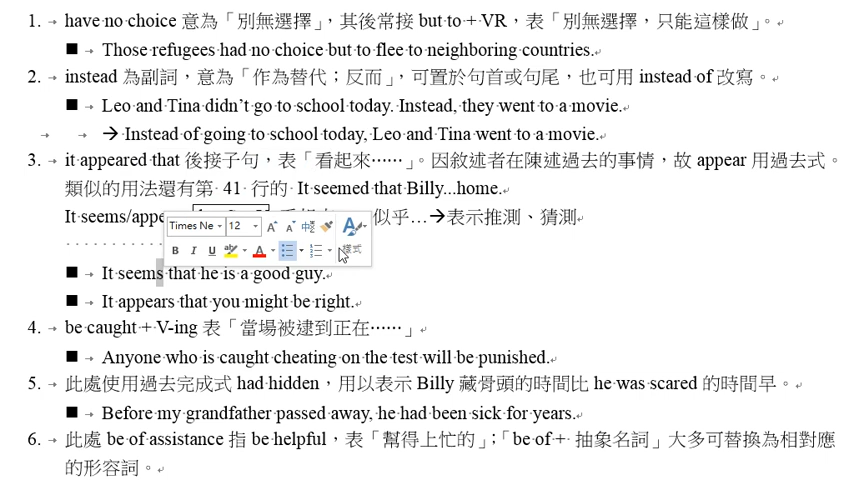 1. have no choice 意為「別無選擇」，其後常接 but to + VR，表「別無選擇，只能這樣做」。
■ Those refugees had no choice but to flee to neighboring countries.
2. instead 為副詞，意為「作為替代；反而」，可置於句首或句尾，也可用 instead of 改寫。
■ Leo and Tina didn't go to school today. Instead, they went to a movie.
→ Instead of going to school today, Leo and Tina went to a movie.
3. it appeared that 後接子句，表「看起來……」。因敘述者在陳述過去的事情，故 appear 用過去式。
類似的用法還有第 41 行的 It seemed that Billy...home.
It seems/appe 似乎…→表示推測、猜測
Times Ne 12
B I U ab A 樣式
■ It seems that he is a good guy.
■ It appears that you might be right.
4. be caught + V-ing 表「當場被逮到正在……」
■ Anyone who is caught cheating on the test will be punished.
5. 此處使用過去完成式 had hidden，用以表示 Billy 藏骨頭的時間比 he was scared 的時間早。
■ Before my grandfather passed away, he had been sick for years.
6. 此處 be of assistance 指 be helpful，表「幫得上忙的」；「be of + 抽象名詞」大多可替換為相對應
的形容詞。